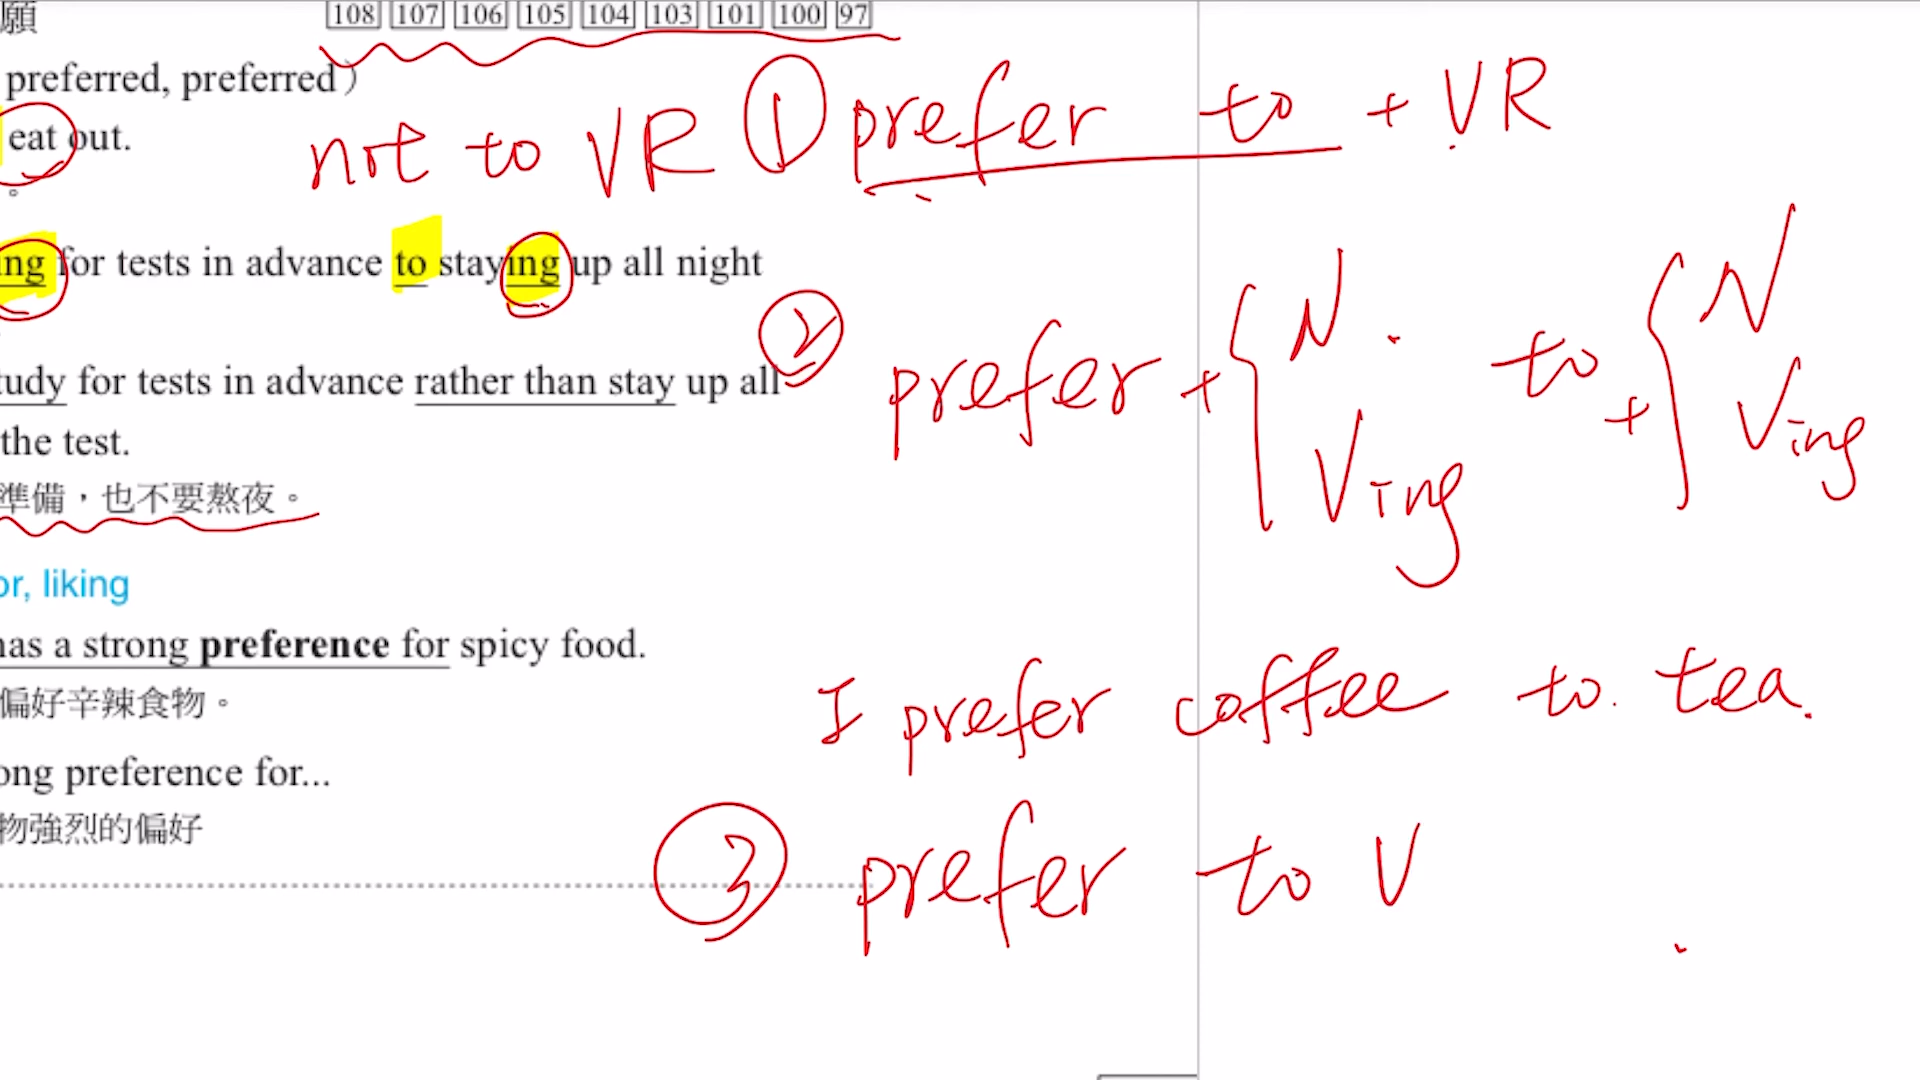 願 108 107 106 105 104 103 101 100 97
preferred, preferred）
eat out.
not to VR ① prefer to + VR
。
ing for tests in advance to staying up all night
② prefer + { N. Ving to + { N Ving
tudy for tests in advance rather than stay up all
the test.
準備，也不要熬夜。
or, liking
has a strong preference for spicy food.
偏好辛辣食物。
I prefer coffee to tea.
ong preference for...
物強烈的偏好
③ prefer to V